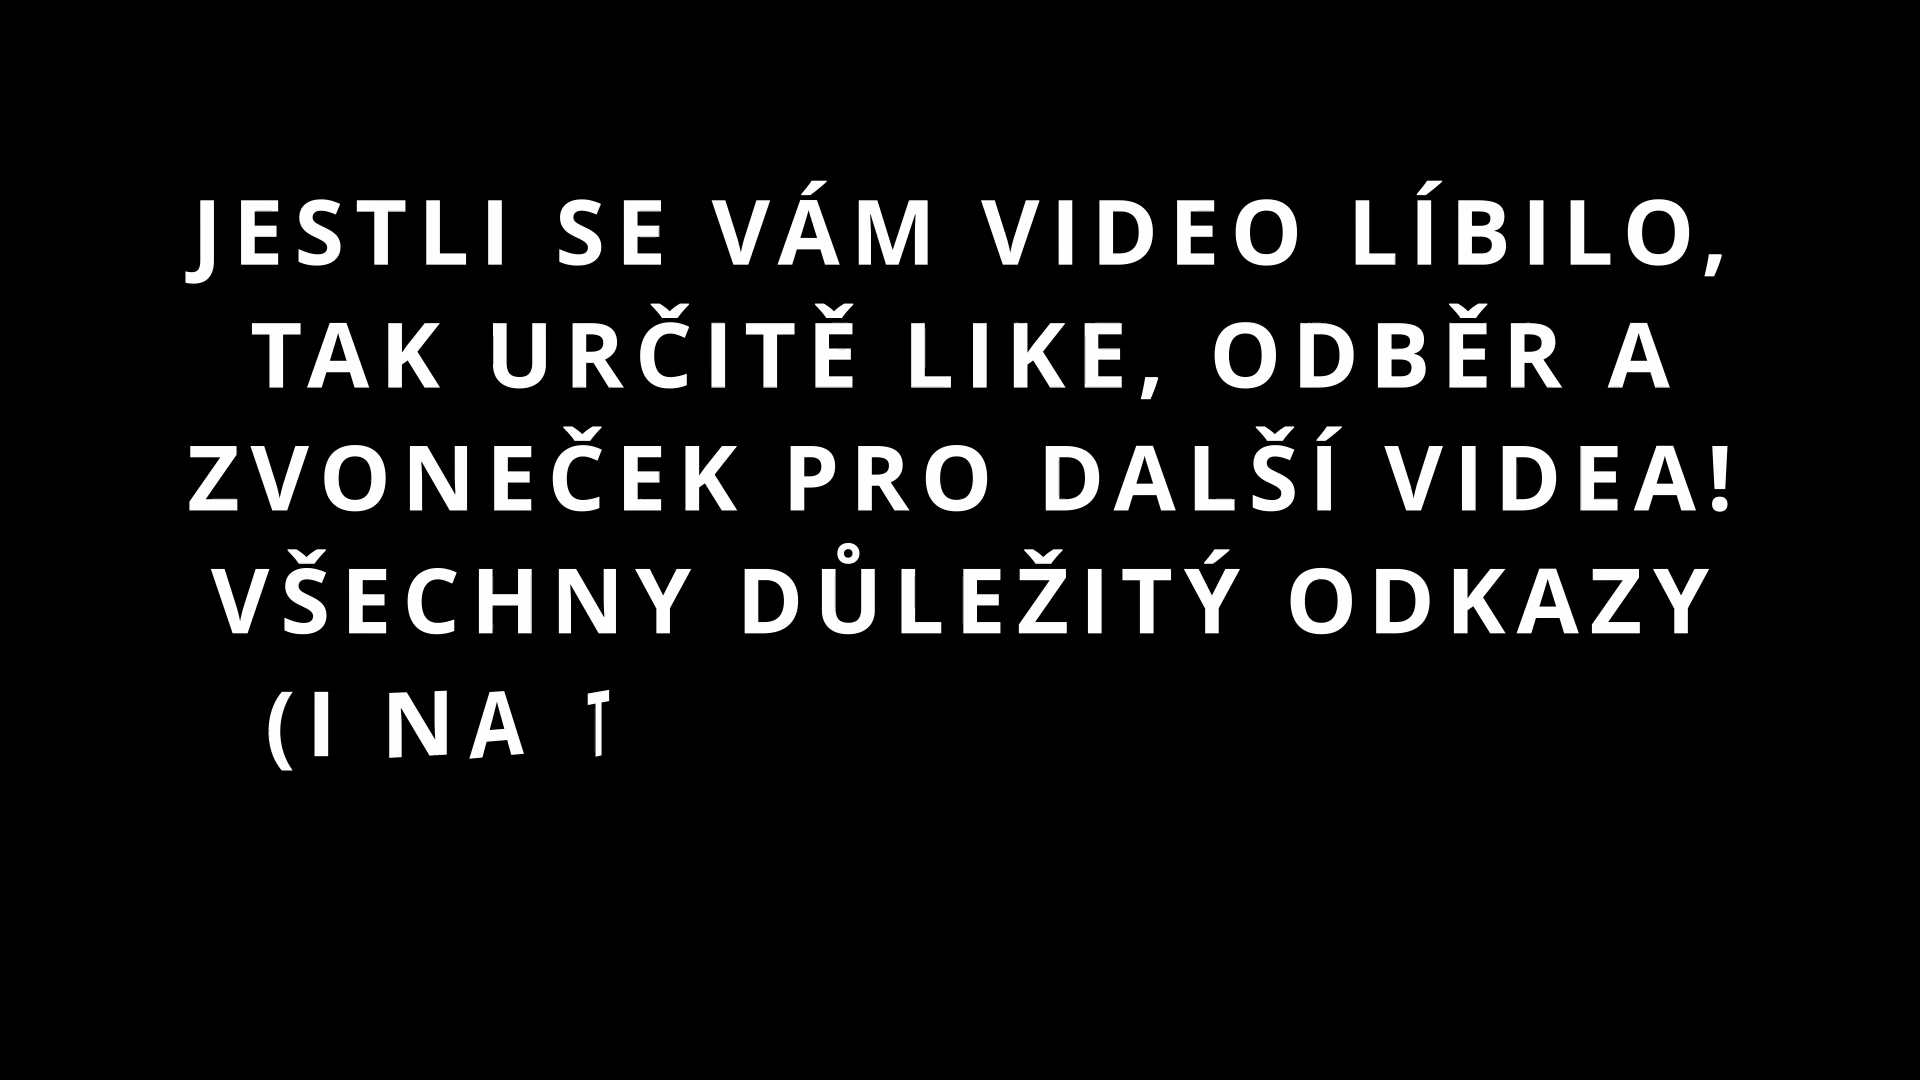 JESTLI SE VÁM VIDEO LÍBILO,
TAK URČITĚ LIKE, ODBĚR A
ZVONEČEK PRO DALŠÍ VIDEA!
VŠECHNY DŮLEŽITÝ ODKAZY
(I NA